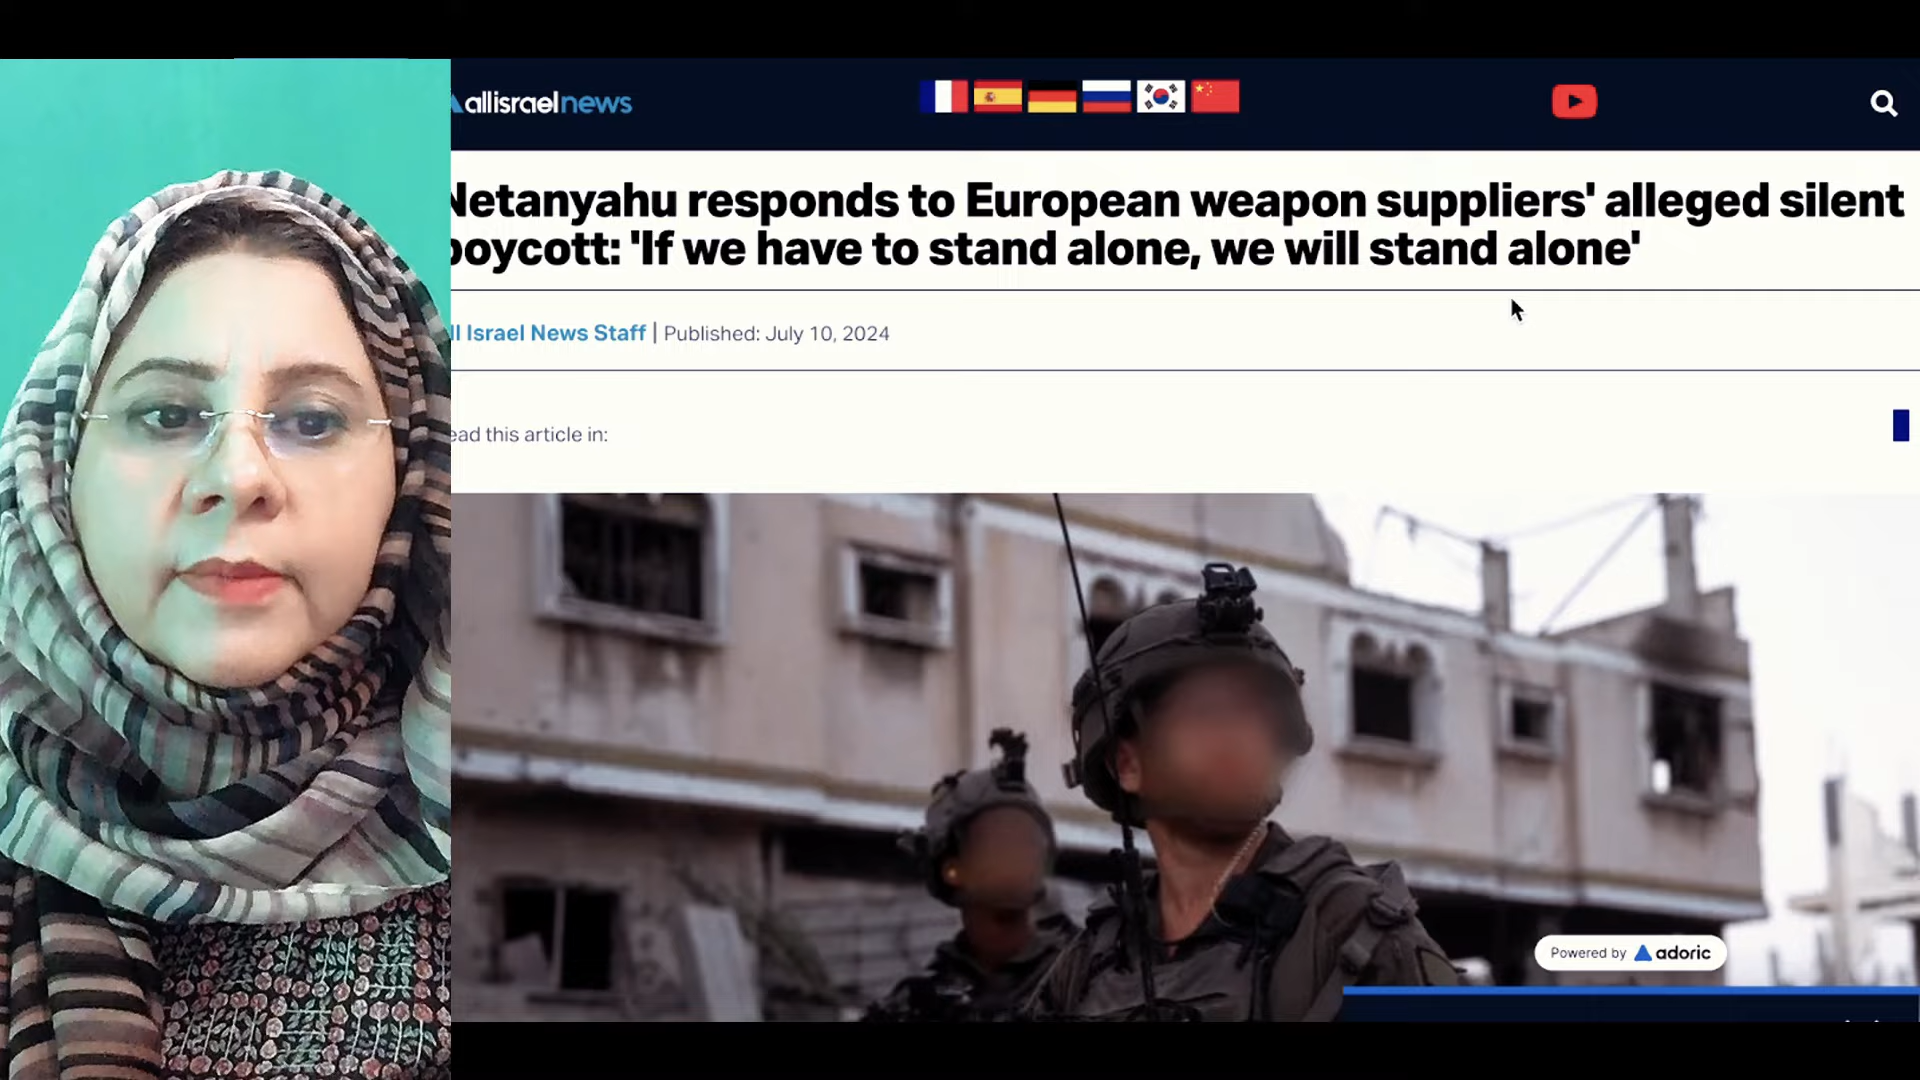 allisraelnews
Netanyahu responds to European weapon suppliers' alleged silent
boycott: 'If we have to stand alone, we will stand alone'
ll Israel News Staff | Published: July 10, 2024
ead this article in:
Powered by adoric